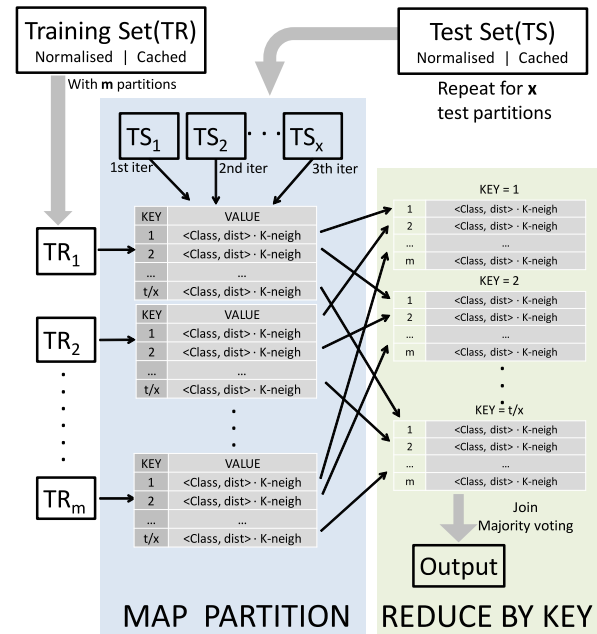 Training Set(TR)
Normalised | Cached
Test Set(TS)
Normalised | Cached
With m partitions
Repeat for x
test partitions
TS1
TS2
· · ·
TSx
1st iter
2nd iter
3th iter
TR1
TR2
TRm
KEY VALUE
1 <Class, dist> · K-neigh
2 <Class, dist> · K-neigh
... ...
t/x <Class, dist> · K-neigh
KEY VALUE
1 <Class, dist> · K-neigh
2 <Class, dist> · K-neigh
... ...
t/x <Class, dist> · K-neigh
KEY VALUE
1 <Class, dist> · K-neigh
2 <Class, dist> · K-neigh
... ...
t/x <Class, dist> · K-neigh
MAP PARTITION
KEY = 1
1 <Class, dist> · K-neigh
2 <Class, dist> · K-neigh
... ...
m <Class, dist> · K-neigh
KEY = 2
1 <Class, dist> · K-neigh
2 <Class, dist> · K-neigh
... ...
m <Class, dist> · K-neigh
KEY = t/x
1 <Class, dist> · K-neigh
2 <Class, dist> · K-neigh
... ...
m <Class, dist> · K-neigh
Join
Majority voting
Output
REDUCE BY KEY